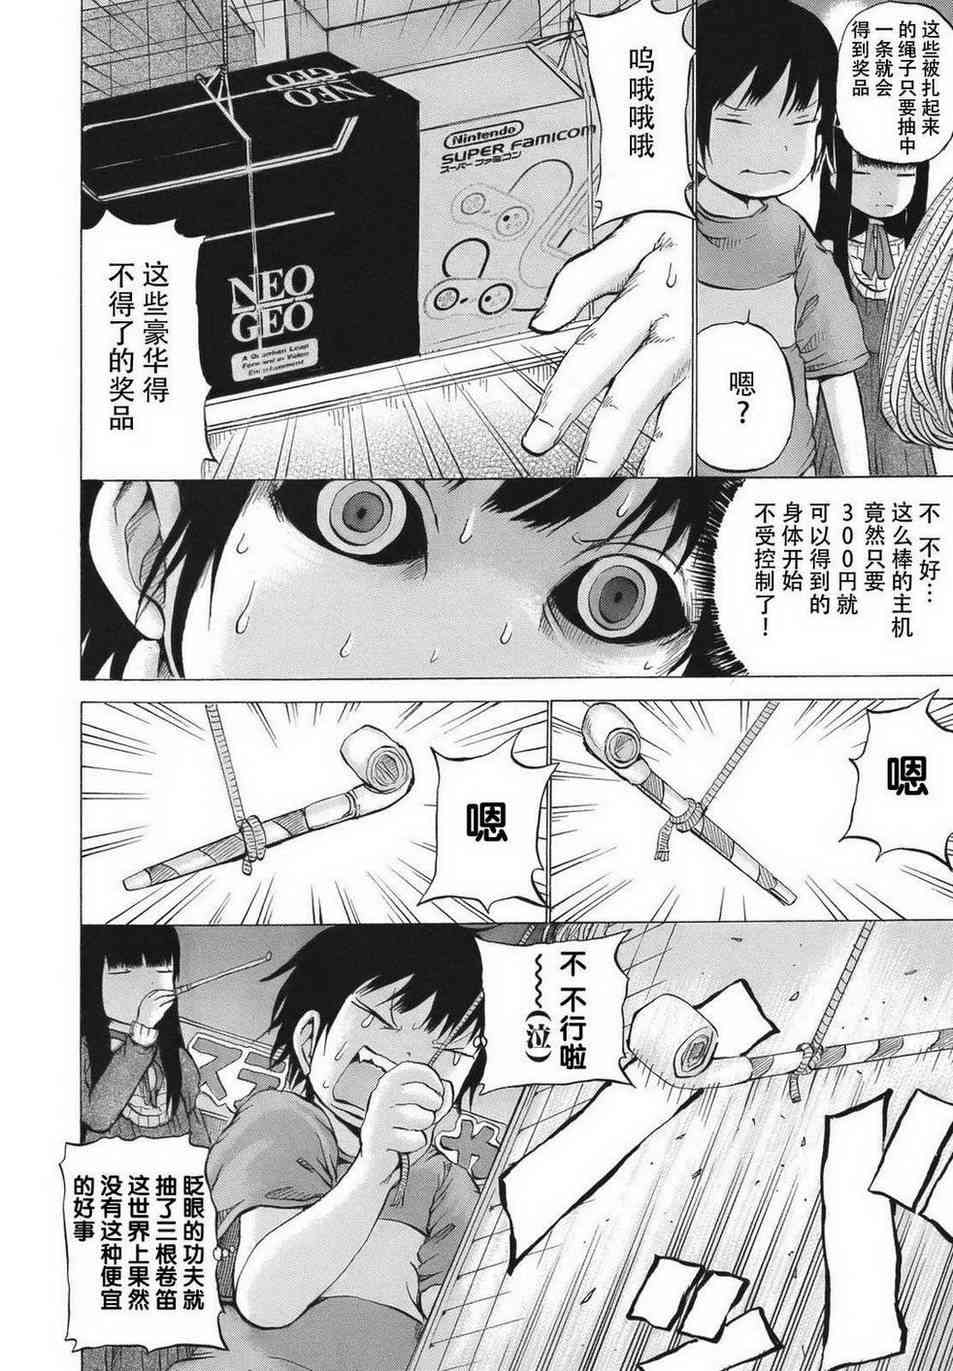 这些被扎起来
的绳子只要抽中
一条就会
得到奖品
嗯?
呜哦哦哦
NEO
GEO
Nintendo
SUPER FAMICOM
スーパーファミコン
NEO
GEO
A Quantum Leap
Forward in Video
Entertainment
这些豪华得
不得了的奖品
不 不好…
这么棒的主机
竟然只要
300円就
可以得到的
身体开始
不受控制了!
嗯
嗯
不 不行啦
~~~~(泣)
眨眼的功夫就
抽了三根卷笛
这世界上果然
没有这种便宜
的好事